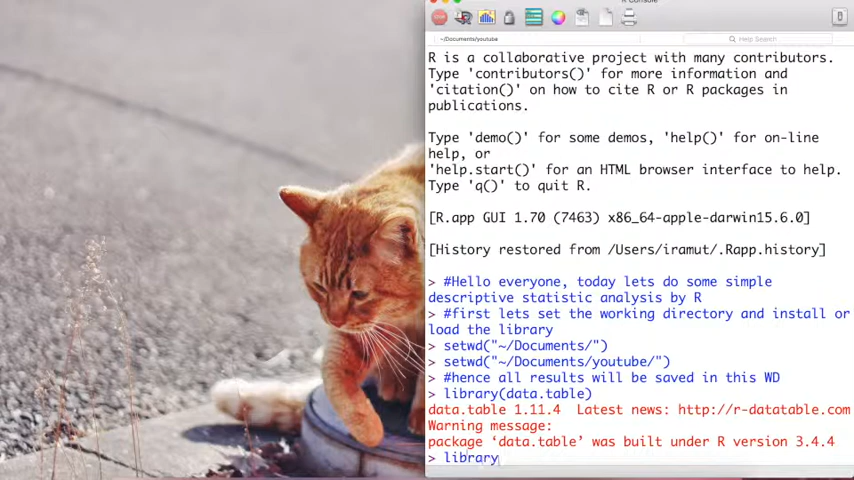 R Console
~/Documents/youtube
Help Search
R is a collaborative project with many contributors.
Type 'contributors()' for more information and
'citation()' on how to cite R or R packages in
publications.
Type 'demo()' for some demos, 'help()' for on-line
help, or
'help.start()' for an HTML browser interface to help.
Type 'q()' to quit R.
[R.app GUI 1.70 (7463) x86_64-apple-darwin15.6.0]
[History restored from /Users/iramut/.Rapp.history]
> #Hello everyone, today lets do some simple
descriptive statistic analysis by R
> #first lets set the working directory and install or
load the library
> setwd("~/Documents/")
> setwd("~/Documents/youtube/")
> #hence all results will be saved in this WD
> library(data.table)
data.table 1.11.4  Latest news: http://r-datatable.com
Warning message:
package ‘data.table’ was built under R version 3.4.4
> library